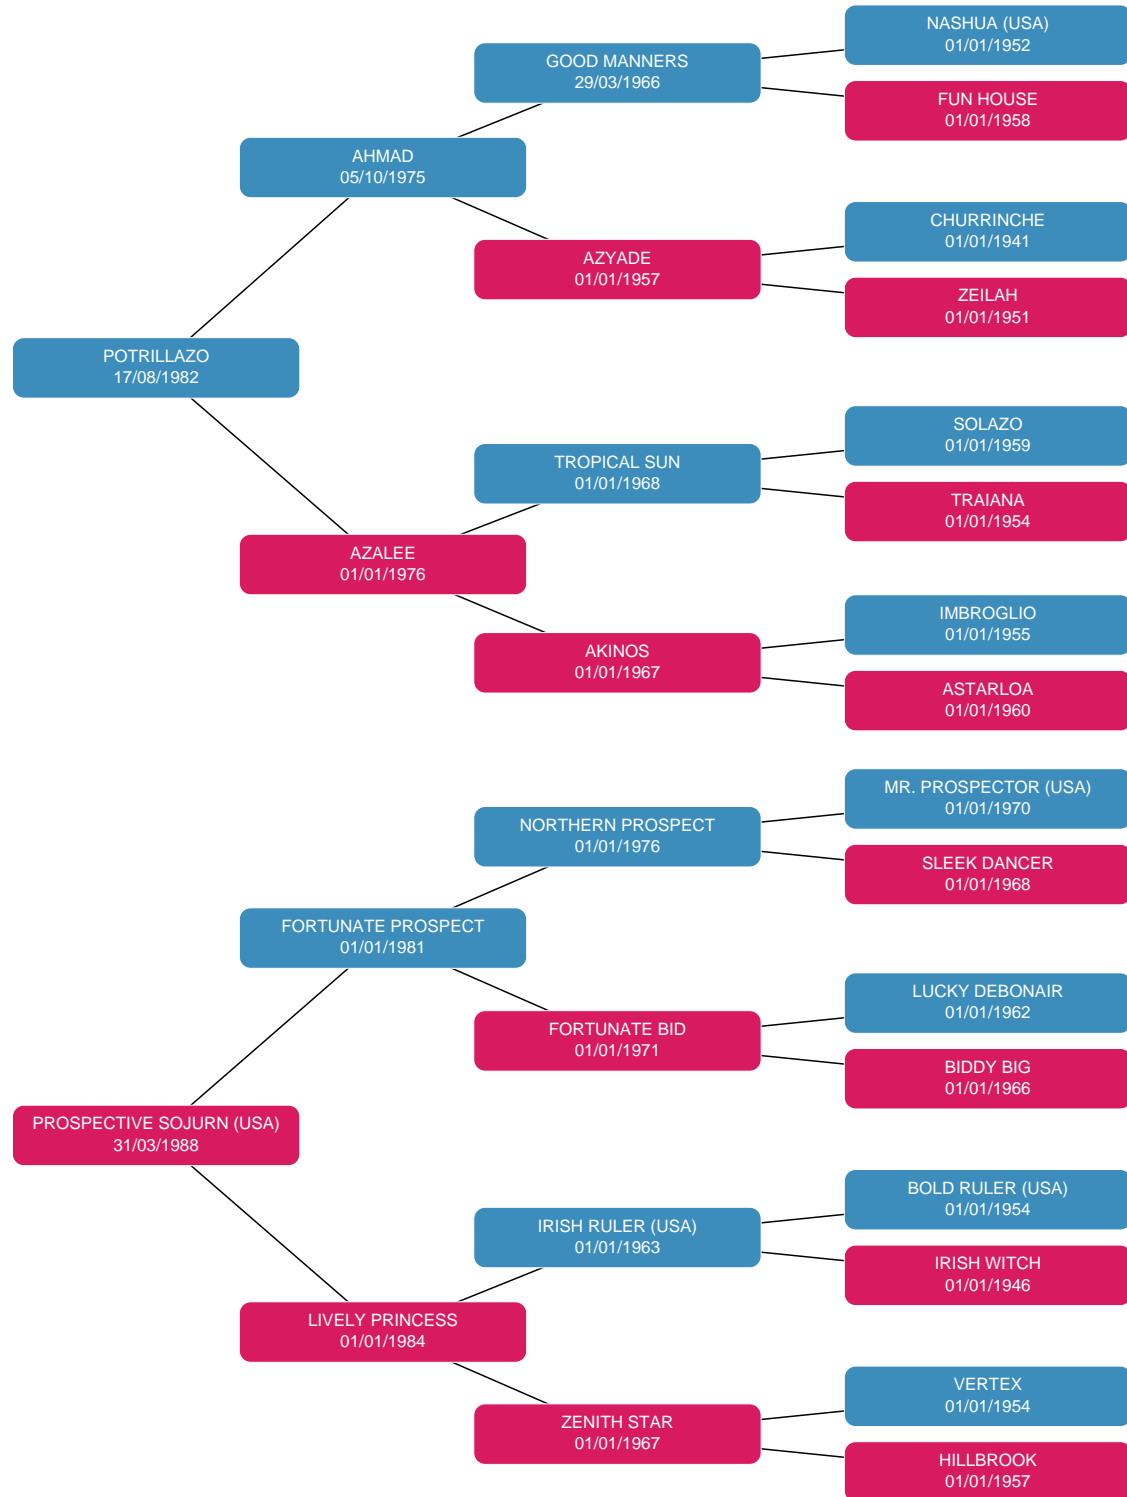 NASHUA (USA)
01/01/1952
GOOD MANNERS
29/03/1966
FUN HOUSE
01/01/1958
AHMAD
05/10/1975
CHURRINCHE
01/01/1941
AZYADE
01/01/1957
ZEILAH
01/01/1951
POTRILLAZO
17/08/1982
SOLAZO
01/01/1959
TROPICAL SUN
01/01/1968
TRAIANA
01/01/1954
AZALEE
01/01/1976
IMBROGLIO
01/01/1955
AKINOS
01/01/1967
ASTARLOA
01/01/1960
MR. PROSPECTOR (USA)
01/01/1970
NORTHERN PROSPECT
01/01/1976
SLEEK DANCER
01/01/1968
FORTUNATE PROSPECT
01/01/1981
LUCKY DEBONAIR
01/01/1962
FORTUNATE BID
01/01/1971
BIDDY BIG
01/01/1966
PROSPECTIVE SOJURN (USA)
31/03/1988
BOLD RULER (USA)
01/01/1954
IRISH RULER (USA)
01/01/1963
IRISH WITCH
01/01/1946
LIVELY PRINCESS
01/01/1984
VERTEX
01/01/1954
ZENITH STAR
01/01/1967
HILLBROOK
01/01/1957